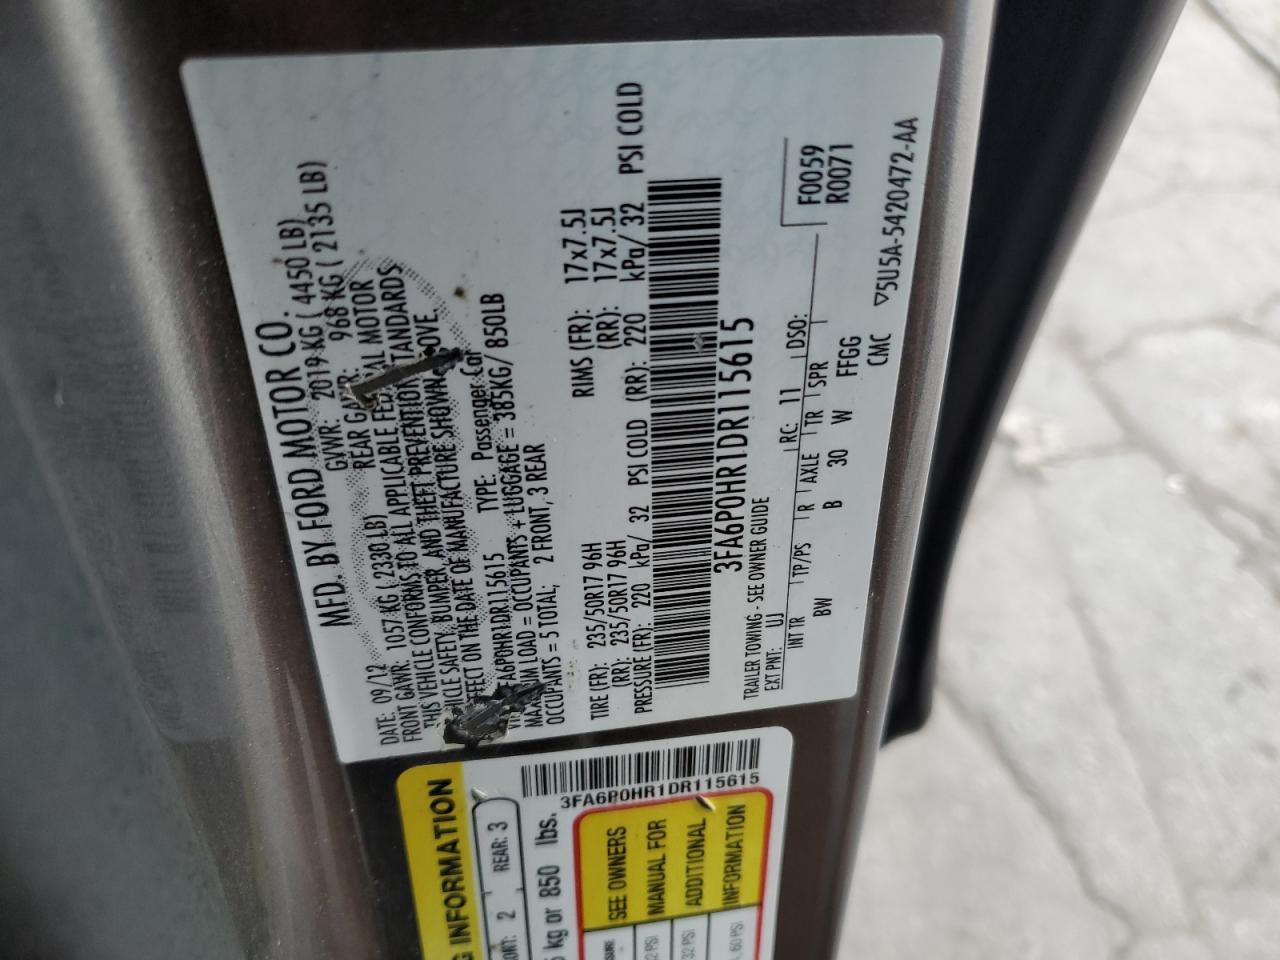 MFD. BY FORD MOTOR CO.
DATE: 09/12 GVWR: 2019 KG ( 4450 LB)
FRONT GAWR: 1057 KG ( 2330 LB) REAR GAWR: 968 KG ( 2135 LB)
THIS VEHICLE CONFORMS TO ALL APPLICABLE FEDERAL MOTOR
VEHICLE SAFETY, BUMPER, AND THEFT PREVENTION STANDARDS
EFFECT ON THE DATE OF MANUFACTURE SHOWN ABOVE.
3FA6P0HR1DR115615 TYPE: Passenger Car
MAXIMUM LOAD = OCCUPANTS + LUGGAGE = 385KG/ 850LB
OCCUPANTS = 5 TOTAL; 2 FRONT, 3 REAR
TIRE (FR): 235/50R17 96H RIMS (FR): 17x7.5J
(RR): 235/50R17 96H (RR): 17x7.5J
PRESSURE (FR): 220 kPa/ 32 PSI COLD (RR): 220 kPa/ 32 PSI COLD
3FA6P0HR1DR115615
TRAILER TOWING - SEE OWNER GUIDE
EXT PNT: UJ RC: 11 DSO: F0059
R0071
INT TR TP/PS R AXLE TR SPR
BW B 30 W FFGG
CMC
▽5U5A-5420472-AA
G INFORMATION
2 REAR: 3
kg or 850 lbs.
3FA6P0HR1DR115615
SEE OWNERS
MANUAL FOR
ADDITIONAL
INFORMATION
32 PSI
60 PSI